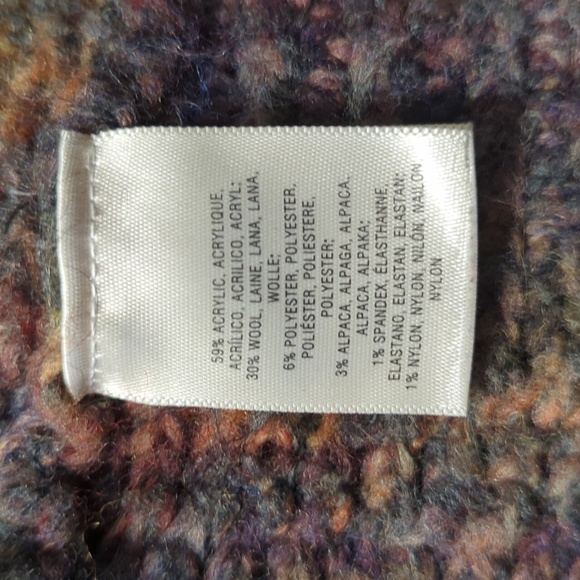 59% ACRYLIC, ACRYLIQUE,
ACRÍLICO, ACRILICO, ACRYL;
30% WOOL, LAINE, LANA, LANA,
WOLLE;
6% POLYESTER, POLYESTER,
POLIÉSTER, POLIESTERE,
POLYESTER;
3% ALPACA, ALPAGA, ALPACA,
ALPACA, ALPAKA;
1% SPANDEX, ÉLASTHANNE,
ELASTANO, ELASTAN, ELASTAN;
1% NYLON, NYLON, NILÓN, NAILON
NYLON